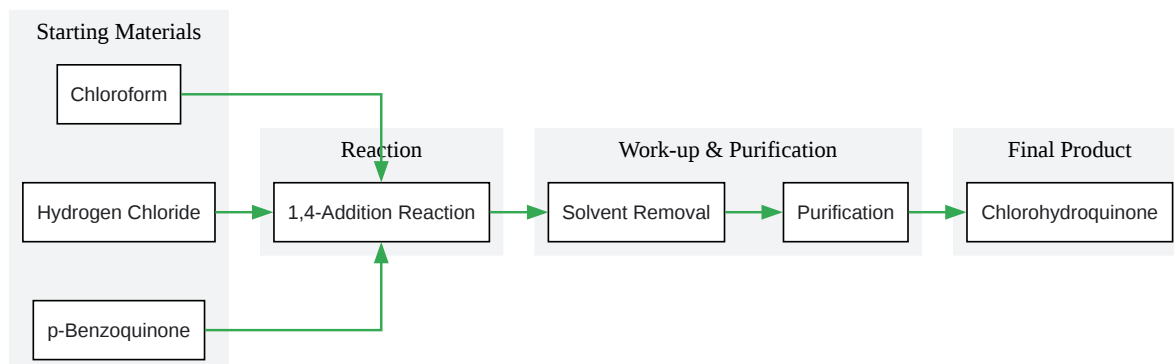 Starting Materials
Chloroform
Hydrogen Chloride
p-Benzoquinone
Reaction
1,4-Addition Reaction
Work-up & Purification
Solvent Removal
Purification
Final Product
Chlorohydroquinone